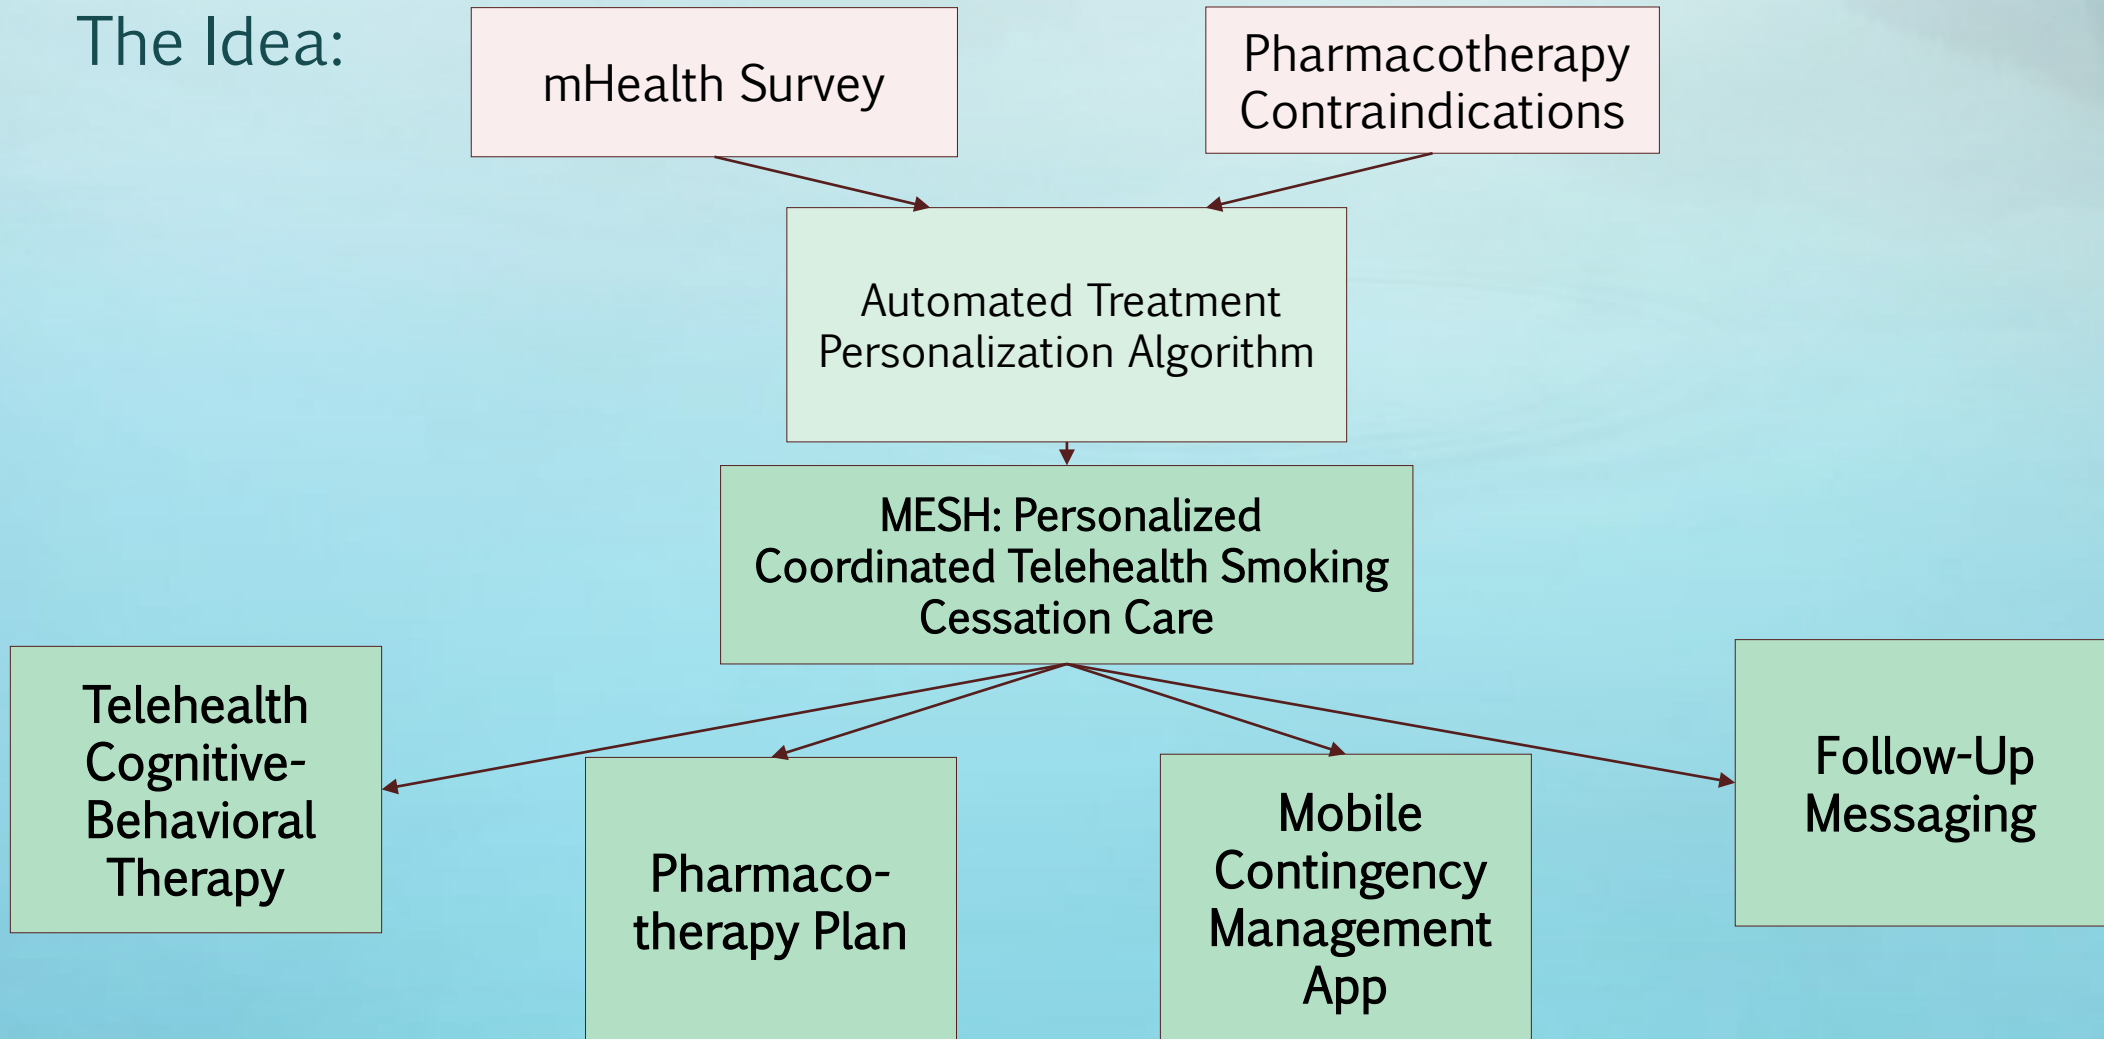 The Idea:
mHealth Survey
Pharmacotherapy
Contraindications
Automated Treatment
Personalization Algorithm
MESH: Personalized
Coordinated Telehealth Smoking
Cessation Care
Telehealth
Cognitive-
Behavioral
Therapy
Pharmaco-
therapy Plan
Mobile
Contingency
Management
App
Follow-Up
Messaging